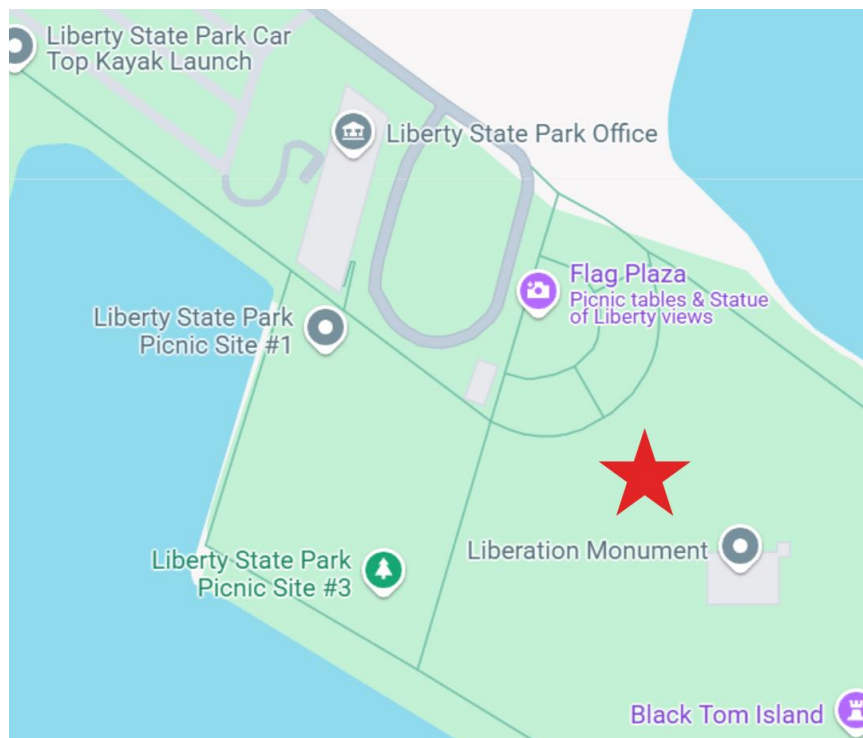 Liberty State Park Car
Top Kayak Launch
Liberty State Park Office
Flag Plaza
Picnic tables & Statue
of Liberty views
Liberty State Park
Picnic Site #1
Liberation Monument
Liberty State Park
Picnic Site #3
Black Tom Island